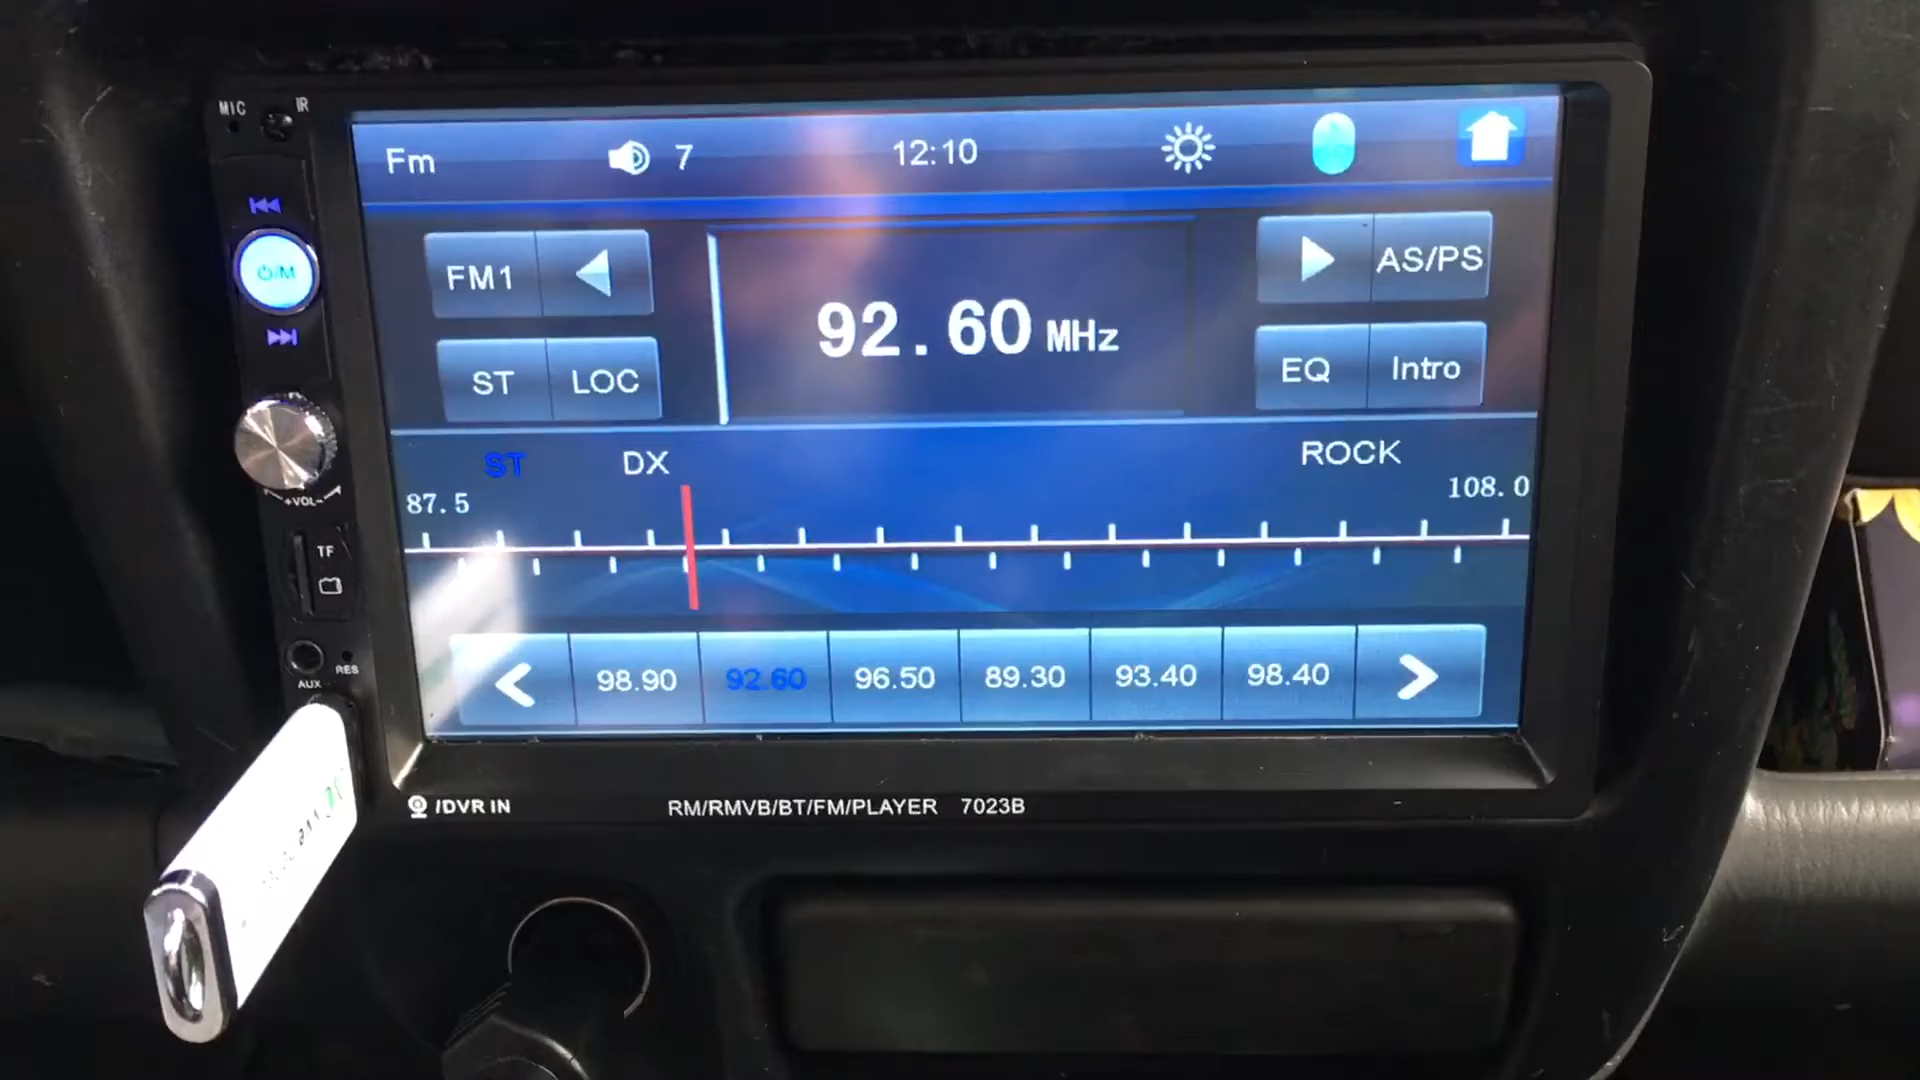 MIC IR
Fm 7 12:10
⏻/M
FM1 AS/PS
92.60 MHz
ST LOC EQ Intro
ST DX ROCK
87.5 108.0
+VOL-
TF
98.90 92.60 96.50 89.30 93.40 98.40
RES
AUX
/DVR IN RM/RMVB/BT/FM/PLAYER 7023B